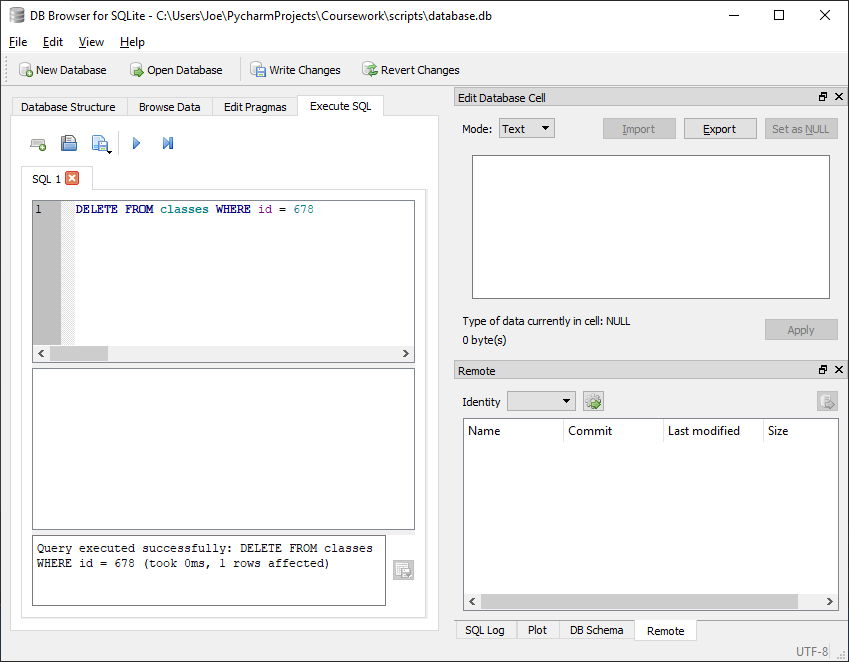 DB Browser for SQLite - C:\Users\Joe\PycharmProjects\Coursework\scripts\database.db
File Edit View Help
New Database Open Database Write Changes Revert Changes
Database Structure Browse Data Edit Pragmas Execute SQL
SQL 1
1 DELETE FROM classes WHERE id = 678
Query executed successfully: DELETE FROM classes
WHERE id = 678 (took 0ms, 1 rows affected)
Edit Database Cell
Mode: Text Import Export Set as NULL
Type of data currently in cell: NULL
0 byte(s)
Apply
Remote
Identity
Name Commit Last modified Size
SQL Log Plot DB Schema Remote
UTF-8